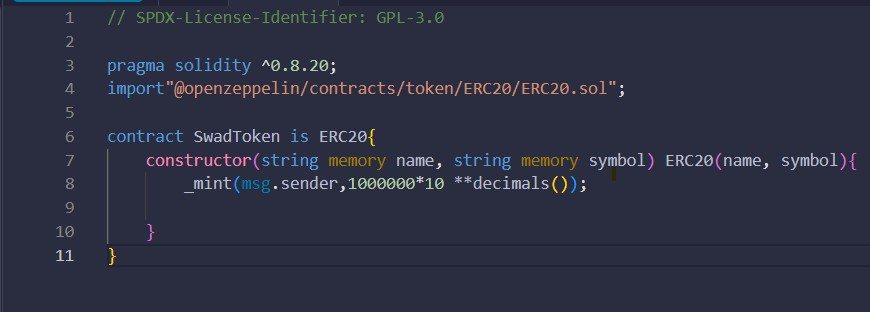 1 // SPDX-License-Identifier: GPL-3.0
2
3 pragma solidity ^0.8.20;
4 import"@openzeppelin/contracts/token/ERC20/ERC20.sol";
5
6 contract SwadToken is ERC20{
7 constructor(string memory name, string memory symbol) ERC20(name, symbol){
8 _mint(msg.sender,1000000*10 **decimals());
9
10 }
11 }